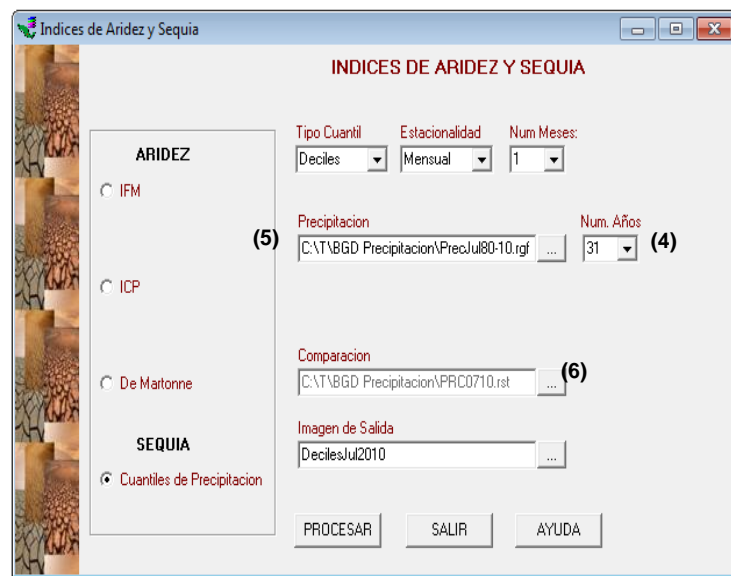 Indices de Aridez y Sequia
INDICES DE ARIDEZ Y SEQUIA
ARIDEZ
IFM
ICP
De Martonne
SEQUIA
Cuantiles de Precipitacion
Tipo Cuantil Estacionalidad Num Meses:
Deciles Mensual 1
Precipitacion Num. Años
(5) C:\T\BGD Precipitacion\PrecJul80-10.rgf ... 31 (4)
Comparacion
C:\T\BGD Precipitacion\PRC0710.rst ... (6)
Imagen de Salida
DecilesJul2010 ...
PROCESAR SALIR AYUDA